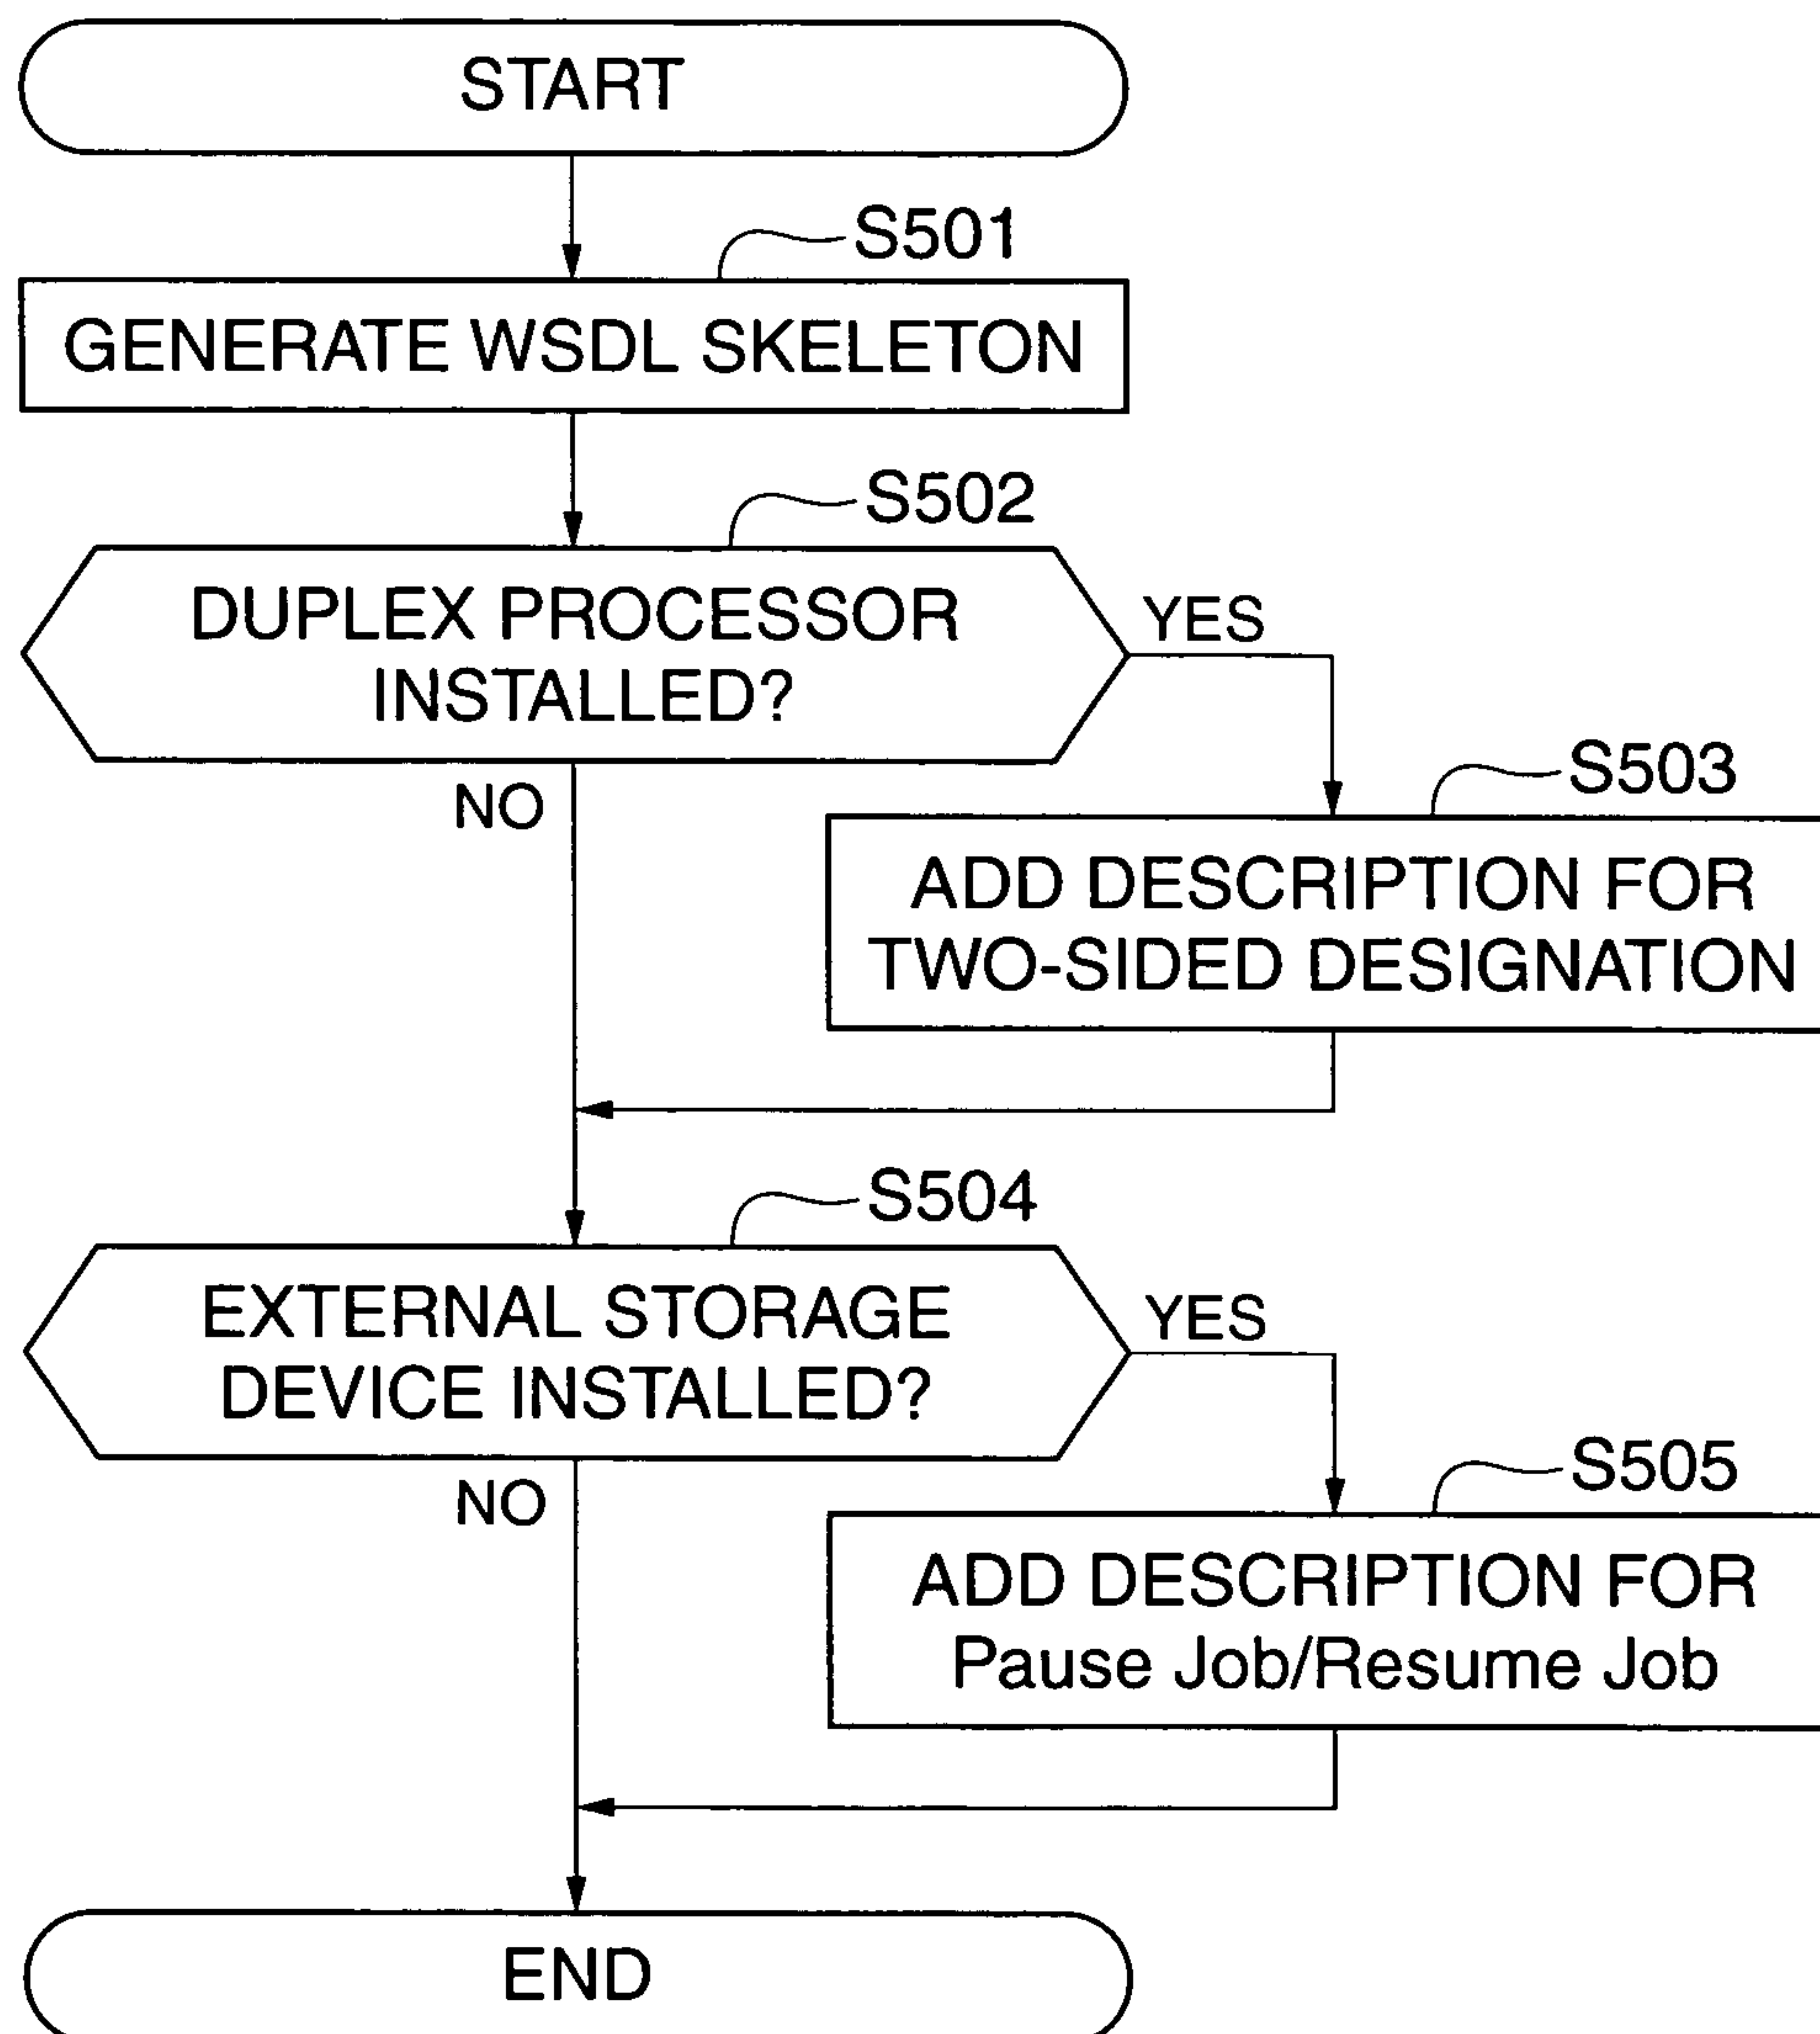 START
S501
GENERATE WSDL SKELETON
S502
DUPLEX PROCESSOR
INSTALLED?
YES
NO
S503
ADD DESCRIPTION FOR
TWO-SIDED DESIGNATION
S504
EXTERNAL STORAGE
DEVICE INSTALLED?
YES
NO
S505
ADD DESCRIPTION FOR
Pause Job/Resume Job
END